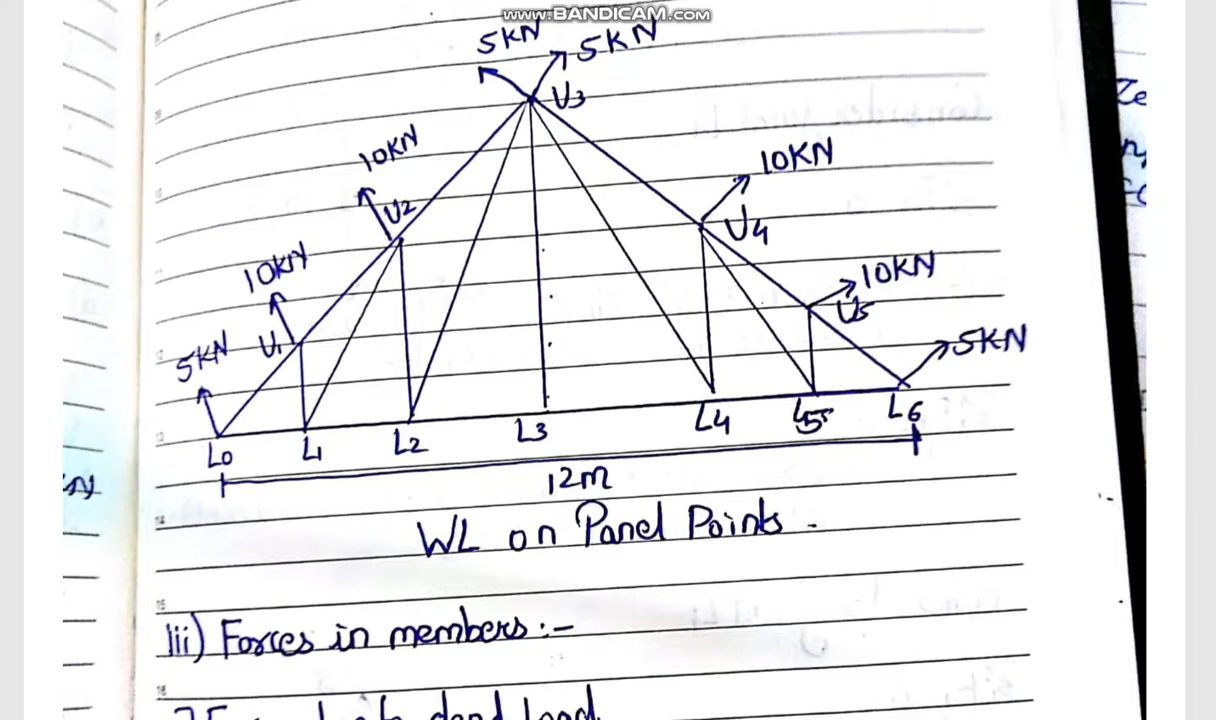 www.BANDICAM.com
5KN
5KN
U3
10KN
10KN
U2
U4
10KN
10KN
U1
U5
5KN
5KN
L0
L1
L2
L3
L4
L5
L6
12m
WL on Panel Points.
iii) Forces in members:-